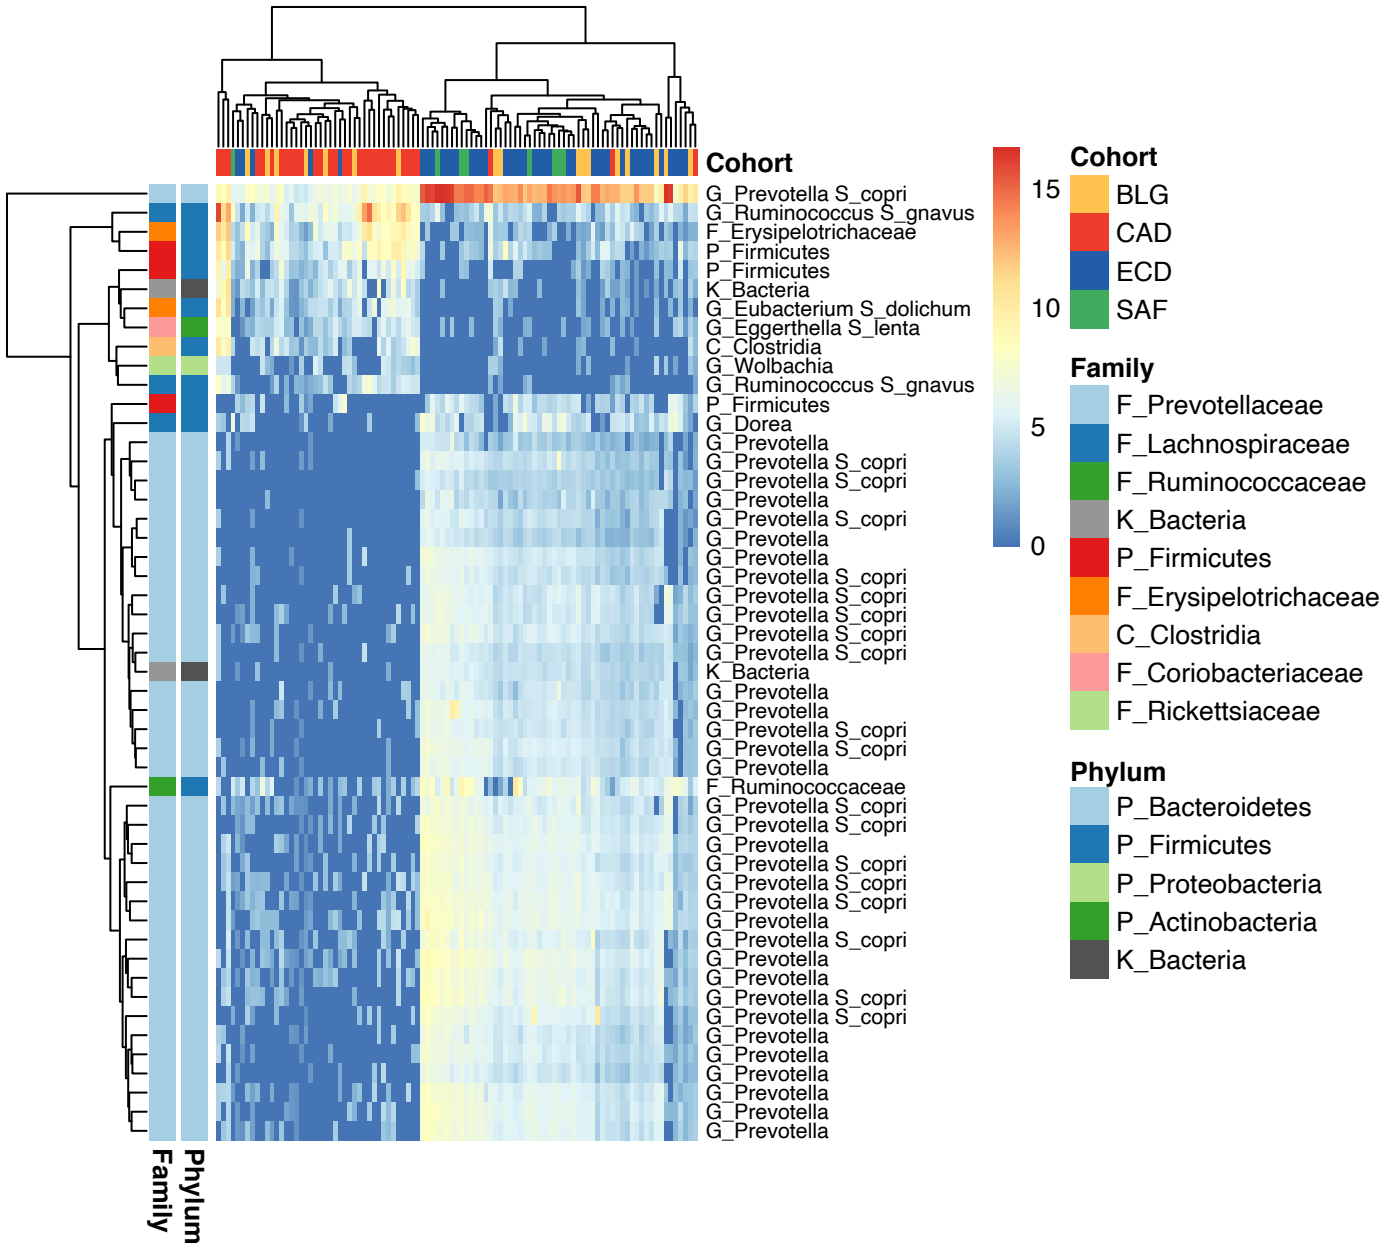 Cohort
G_Prevotella S_copri
G_Ruminococcus S_gnavus
F_Erysipelotrichaceae
P_Firmicutes
P_Firmicutes
K_Bacteria
G_Eubacterium S_dolichum
G_Eggerthella S_lenta
C_Clostridia
G_Wolbachia
G_Ruminococcus S_gnavus
P_Firmicutes
G_Dorea
G_Prevotella
G_Prevotella S_copri
G_Prevotella S_copri
G_Prevotella
G_Prevotella S_copri
G_Prevotella
G_Prevotella
G_Prevotella S_copri
G_Prevotella S_copri
G_Prevotella S_copri
G_Prevotella S_copri
G_Prevotella S_copri
K_Bacteria
G_Prevotella
G_Prevotella
G_Prevotella S_copri
G_Prevotella S_copri
G_Prevotella
F_Ruminococcaceae
G_Prevotella S_copri
G_Prevotella S_copri
G_Prevotella
G_Prevotella S_copri
G_Prevotella S_copri
G_Prevotella S_copri
G_Prevotella
G_Prevotella S_copri
G_Prevotella
G_Prevotella
G_Prevotella S_copri
G_Prevotella S_copri
G_Prevotella
G_Prevotella
G_Prevotella
G_Prevotella
G_Prevotella
G_Prevotella
Family
Phylum
15
10
5
0
Cohort
BLG
CAD
ECD
SAF
Family
F_Prevotellaceae
F_Lachnospiraceae
F_Ruminococcaceae
K_Bacteria
P_Firmicutes
F_Erysipelotrichaceae
C_Clostridia
F_Coriobacteriaceae
F_Rickettsiaceae
Phylum
P_Bacteroidetes
P_Firmicutes
P_Proteobacteria
P_Actinobacteria
K_Bacteria